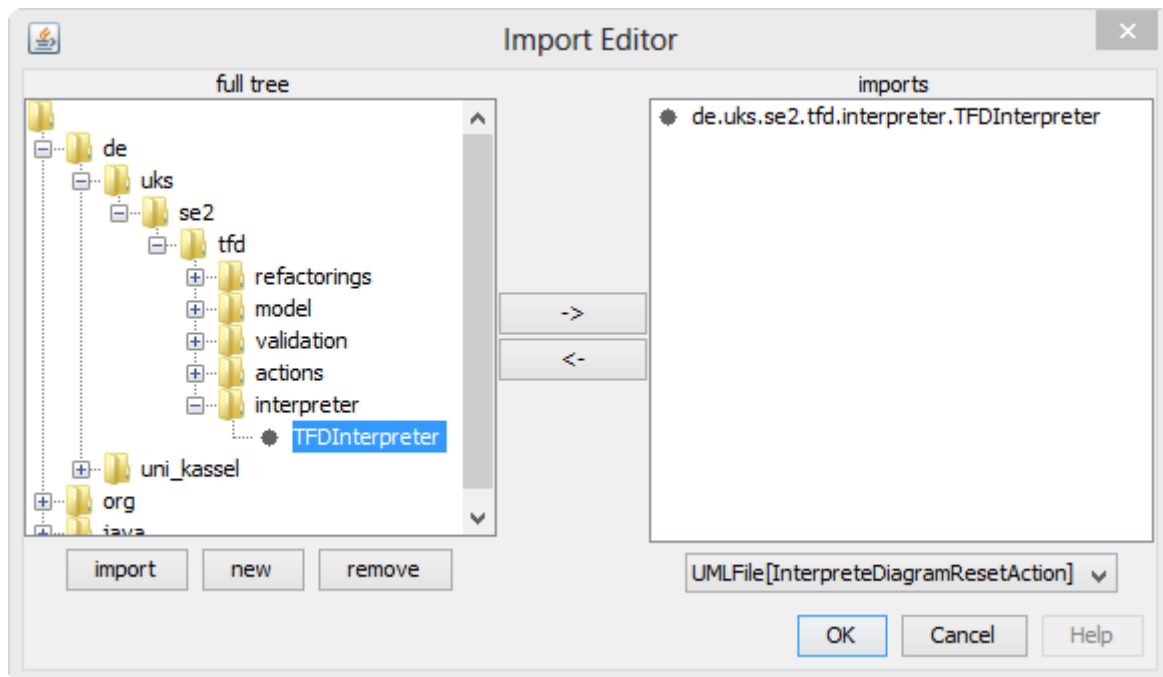 Import Editor
full tree
imports
de
uks
se2
tfd
refactorings
model
validation
actions
interpreter
TFDInterpreter
uni_kassel
org
java
->
<-
de.uks.se2.tfd.interpreter.TFDInterpreter
import new remove
UMLFile[InterpreteDiagramResetAction]
OK Cancel Help